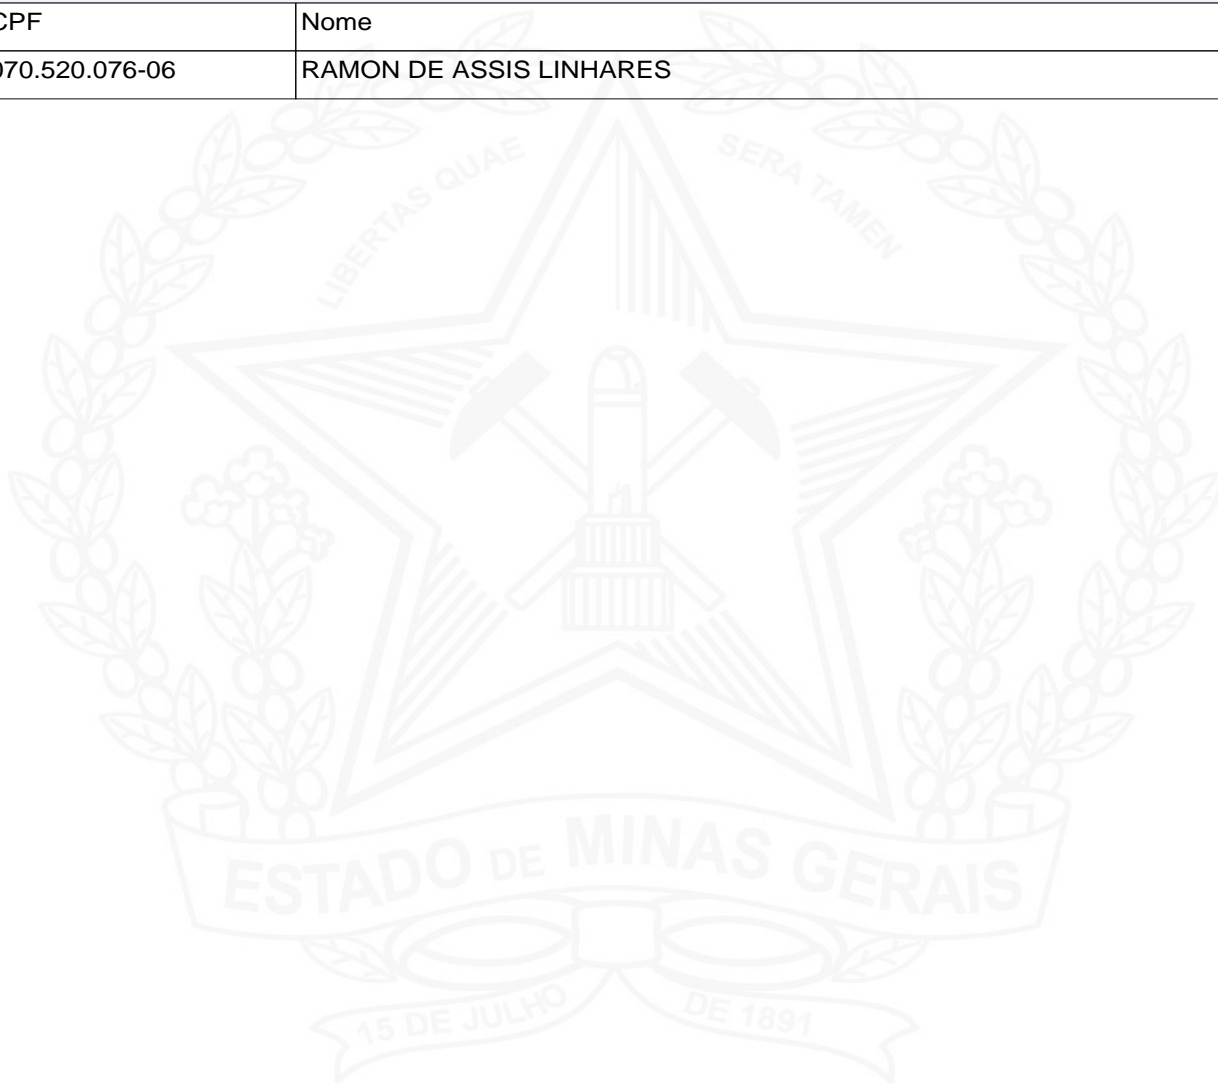 CPF Nome
070.520.076-06 RAMON DE ASSIS LINHARES
LIBERTAS QUAE SERA TAMEN
ESTADO DE MINAS GERAIS
15 DE JULHO DE 1891